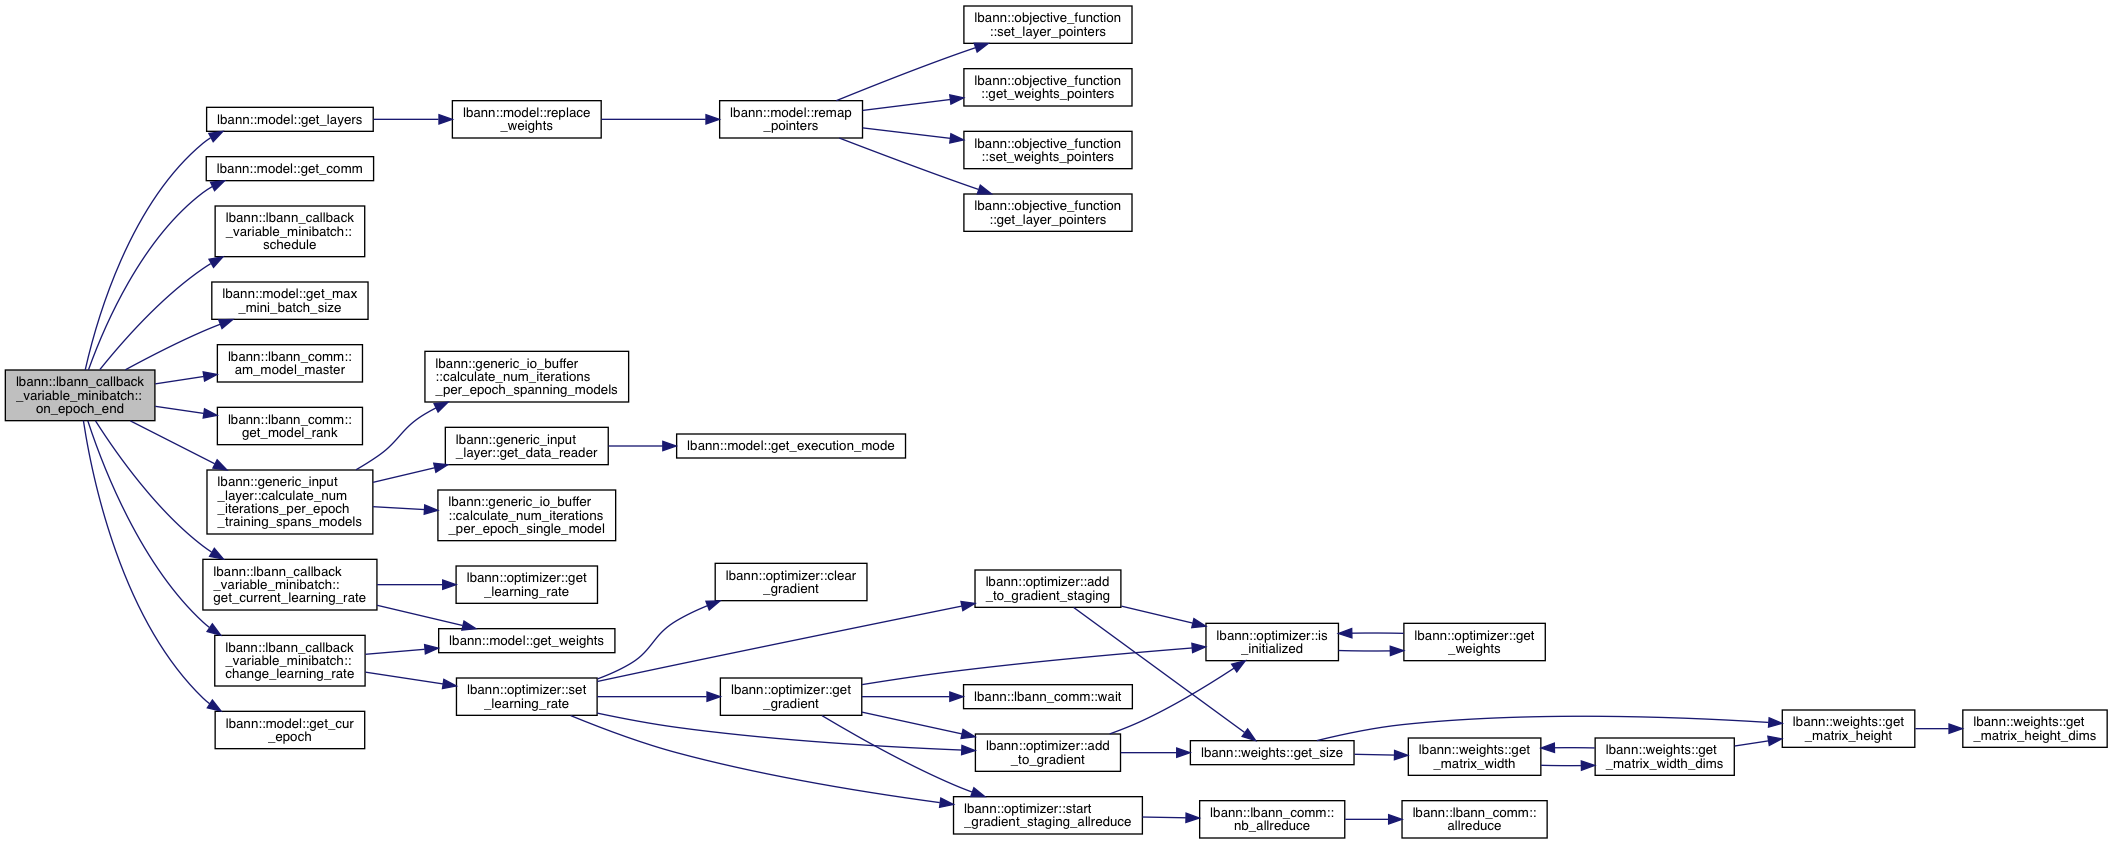 lbann::lbann_callback
_variable_minibatch::
on_epoch_end
lbann::model::get_layers
lbann::model::get_comm
lbann::lbann_callback
_variable_minibatch::
schedule
lbann::model::get_max
_mini_batch_size
lbann::lbann_comm::
am_model_master
lbann::lbann_comm::
get_model_rank
lbann::generic_input
_layer::calculate_num
_iterations_per_epoch
_training_spans_models
lbann::lbann_callback
_variable_minibatch::
get_current_learning_rate
lbann::lbann_callback
_variable_minibatch::
change_learning_rate
lbann::model::get_cur
_epoch
lbann::model::replace
_weights
lbann::generic_io_buffer
::calculate_num_iterations
_per_epoch_spanning_models
lbann::generic_input
_layer::get_data_reader
lbann::generic_io_buffer
::calculate_num_iterations
_per_epoch_single_model
lbann::optimizer::get
_learning_rate
lbann::model::get_weights
lbann::optimizer::set
_learning_rate
lbann::model::remap
_pointers
lbann::model::get_execution_mode
lbann::optimizer::clear
_gradient
lbann::optimizer::get
_gradient
lbann::objective_function
::set_layer_pointers
lbann::objective_function
::get_weights_pointers
lbann::objective_function
::set_weights_pointers
lbann::objective_function
::get_layer_pointers
lbann::optimizer::add
_to_gradient_staging
lbann::lbann_comm::wait
lbann::optimizer::add
_to_gradient
lbann::optimizer::start
_gradient_staging_allreduce
lbann::optimizer::is
_initialized
lbann::weights::get_size
lbann::lbann_comm::
nb_allreduce
lbann::optimizer::get
_weights
lbann::weights::get
_matrix_width
lbann::lbann_comm::
allreduce
lbann::weights::get
_matrix_width_dims
lbann::weights::get
_matrix_height
lbann::weights::get
_matrix_height_dims